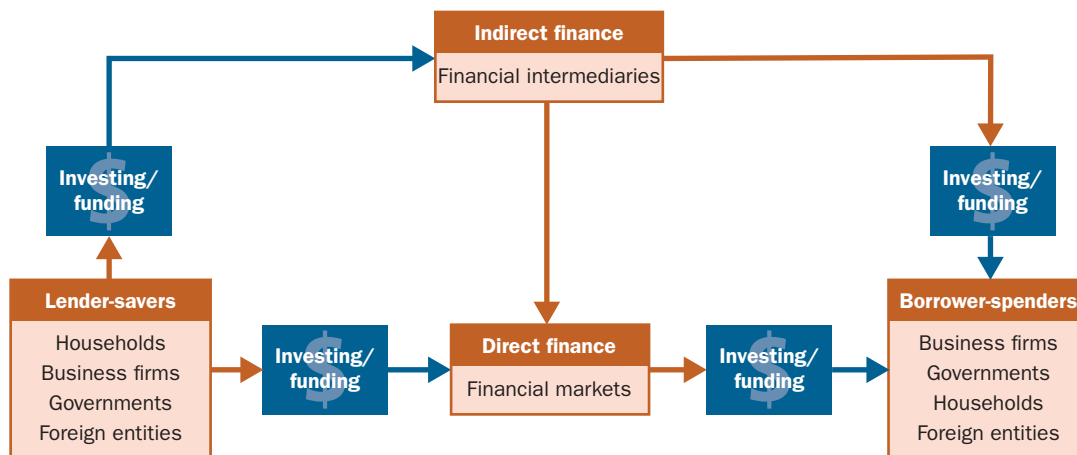 Indirect finance
Financial intermediaries
$
Investing/
funding
$
Investing/
funding
Lender-savers
Households
Business firms
Governments
Foreign entities
$
Investing/
funding
Direct finance
Financial markets
$
Investing/
funding
Borrower-spenders
Business firms
Governments
Households
Foreign entities